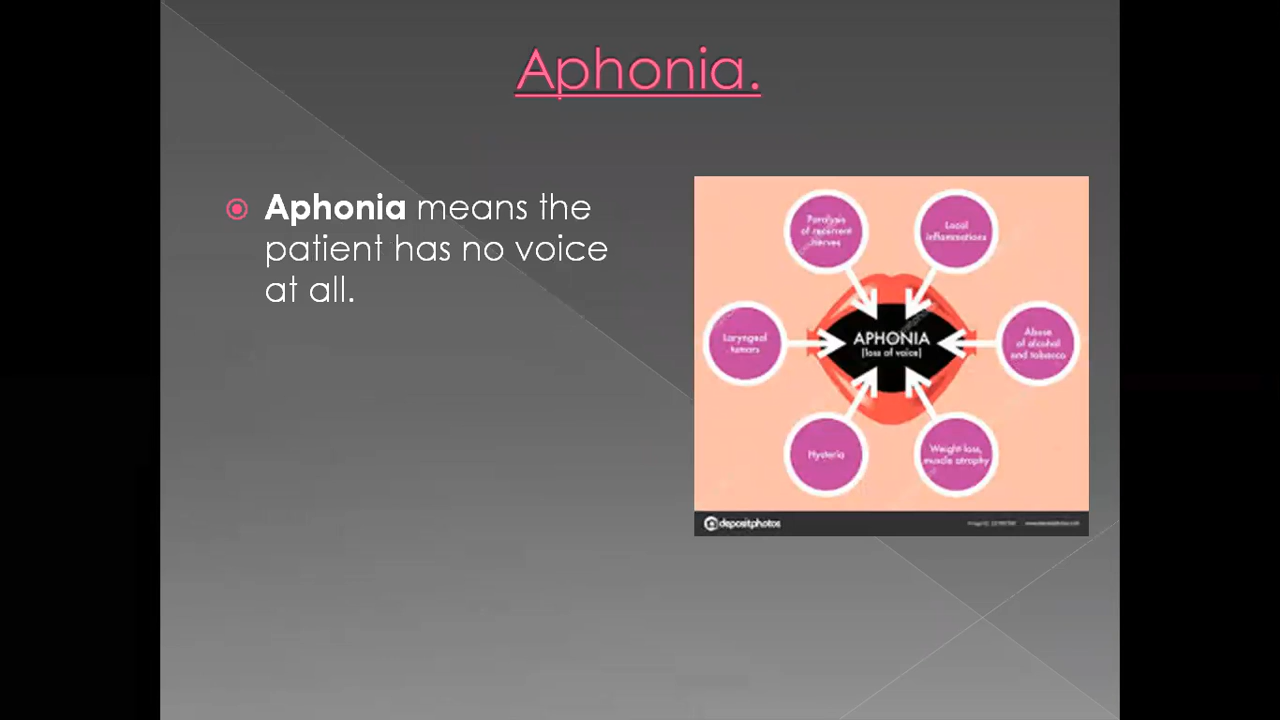 Aphonia.
Aphonia means the
patient has no voice
at all.
Paralysis
of recurrent
nerves
Local
inflammations
Laryngeal
tumors
APHONIA
(loss of voice)
Abuse
of alcohol
and tobacco
Hysteria
Weight loss,
muscle atrophy
depositphotos